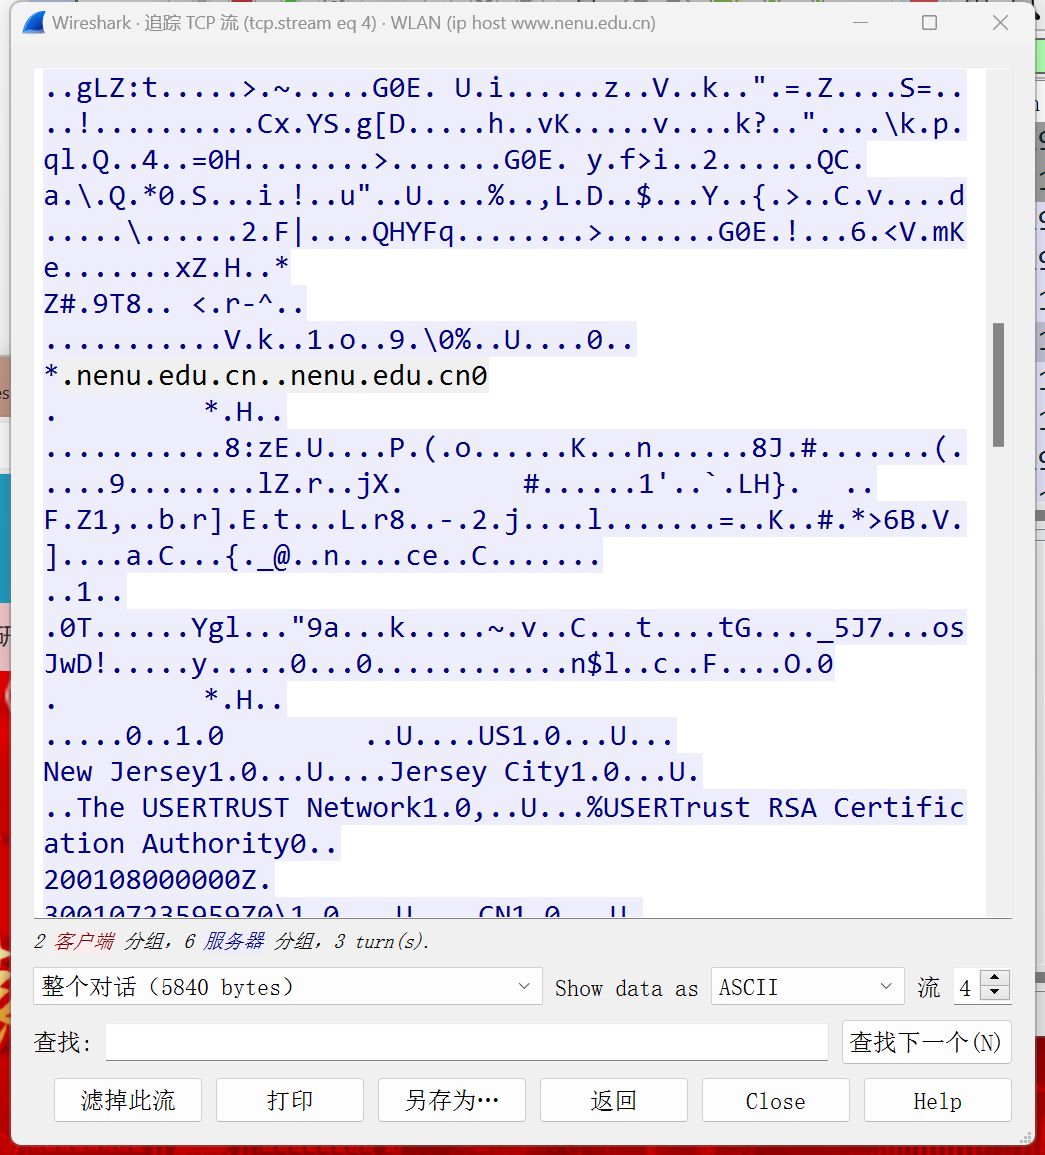 Wireshark · 追踪 TCP 流 (tcp.stream eq 4) · WLAN (ip host www.nenu.edu.cn)
..gLZ:t.....>.~.....G0E. U.i......z..V..k..".=.Z....S=..
..!..........Cx.YS.g[D.....h..vK.....v....k?.."....\k.p.
ql.Q..4..=0H........>.......G0E. y.f>i..2......QC.
a.\.Q.*0.S...i.!..u"..U....%..,L.D..$...Y..{.>..C.v....d
.....\......2.F|....QHYFq........>.......G0E.!...6.<V.mK
e.......xZ.H..*
Z#.9T8.. <.r-^..
...........V.k..1.o..9.\0%..U....0..
*.nenu.edu.cn..nenu.edu.cn0
.         *.H..
...........8:zE.U....P.(.o......K...n......8J.#.......(.
....9........lZ.r..jX.       #......1'..`.LH}.   ..
F.Z1,..b.r].E.t...L.r8..-.2.j....l.......=..K..#.*>6B.V.
]....a.C...{._@..n....ce..C.......
..1..
.0T......Ygl..."9a...k.....~.v..C...t....tG...._5J7...os
JwD!.....y.....0...0............n$l..c..F....O.0
.         *.H..
.....0..1.0         ..U....US1.0...U...
New Jersey1.0...U....Jersey City1.0...U.
..The USERTRUST Network1.0,..U...%USERTrust RSA Certific
ation Authority0..
200108000000Z.
300107235959Z0\1.0...U....CN1.0...U.
2 客户端 分组，6 服务器 分组，3 turn(s).
整个对话（5840 bytes） Show data as ASCII 流 4
查找: 查找下一个(N)
滤掉此流 打印 另存为… 返回 Close Help